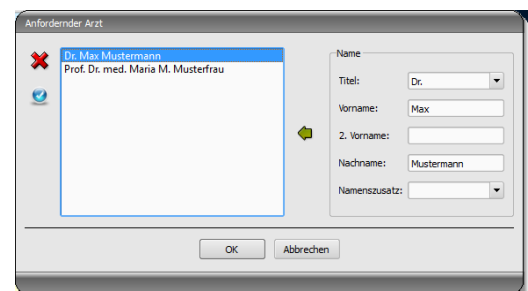 Anfordernder Arzt
Dr. Max Mustermann
Prof. Dr. med. Maria M. Musterfrau
Name
Titel: Dr.
Vorname: Max
2. Vorname:
Nachname: Mustermann
Namenszusatz:
OK Abbrechen